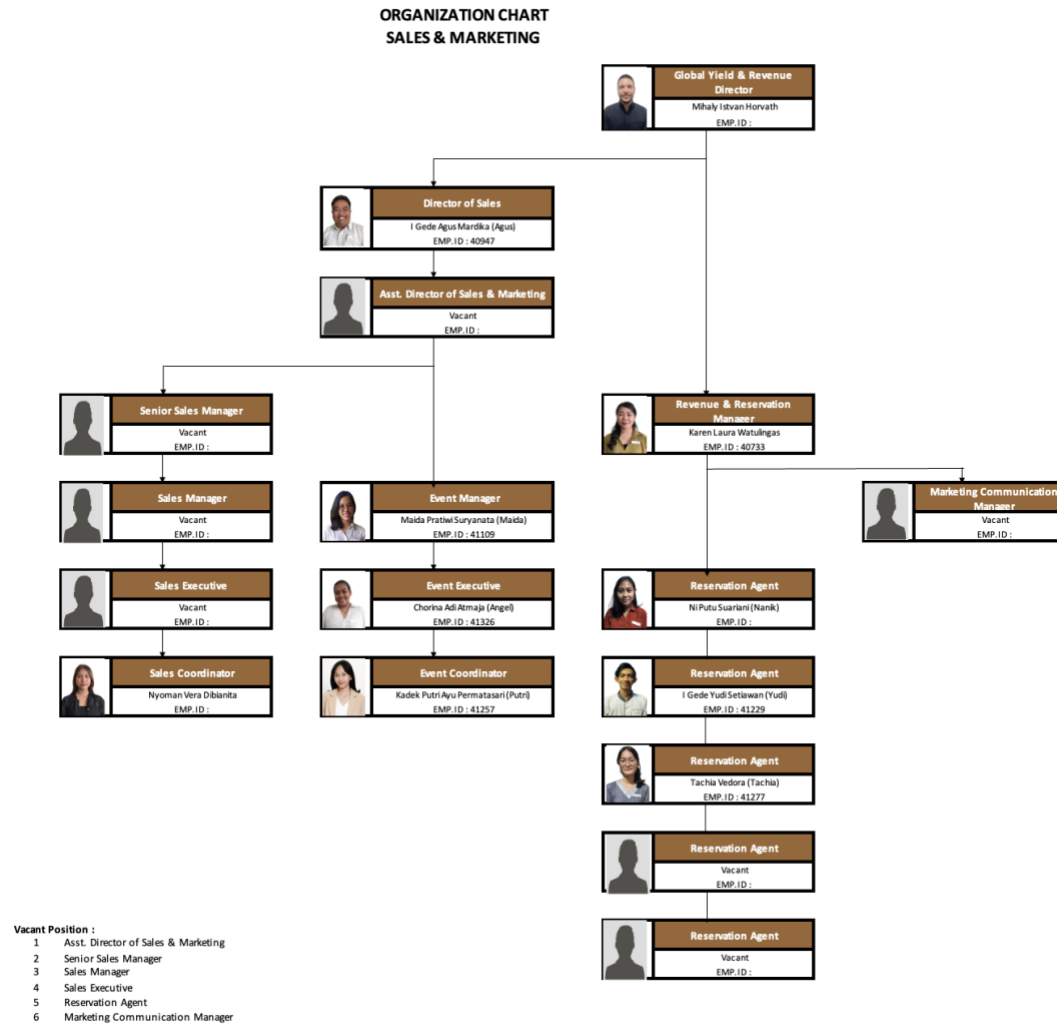 ORGANIZATION CHART
SALES & MARKETING
Global Yield & Revenue
Director
Mihaly Istvan Horvath
EMP.ID :
Director of Sales
I Gede Agus Mardika (Agus)
EMP.ID : 40947
Asst. Director of Sales & Marketing
Vacant
EMP.ID :
Senior Sales Manager
Vacant
EMP.ID :
Revenue & Reservation
Manager
Karen Laura Watulingas
EMP.ID : 40733
Sales Manager
Vacant
EMP.ID :
Event Manager
Maida Pratiwi Suryanata (Maida)
EMP.ID : 41109
Marketing Communication
Manager
Vacant
EMP.ID :
Sales Executive
Vacant
EMP.ID :
Event Executive
Chorina Adi Atmaja (Angel)
EMP.ID : 41326
Reservation Agent
Ni Putu Suariani (Nanik)
EMP.ID :
Sales Coordinator
Nyoman Vera Dibianita
EMP.ID :
Event Coordinator
Kadek Putri Ayu Permatasari (Putri)
EMP.ID : 41257
Reservation Agent
I Gede Yudi Setiawan (Yudi)
EMP.ID : 41229
Reservation Agent
Tachia Vedora (Tachia)
EMP.ID : 41277
Reservation Agent
Vacant
EMP.ID :
Reservation Agent
Vacant
EMP.ID :
Vacant Position :
1 Asst. Director of Sales & Marketing
2 Senior Sales Manager
3 Sales Manager
4 Sales Executive
5 Reservation Agent
6 Marketing Communication Manager